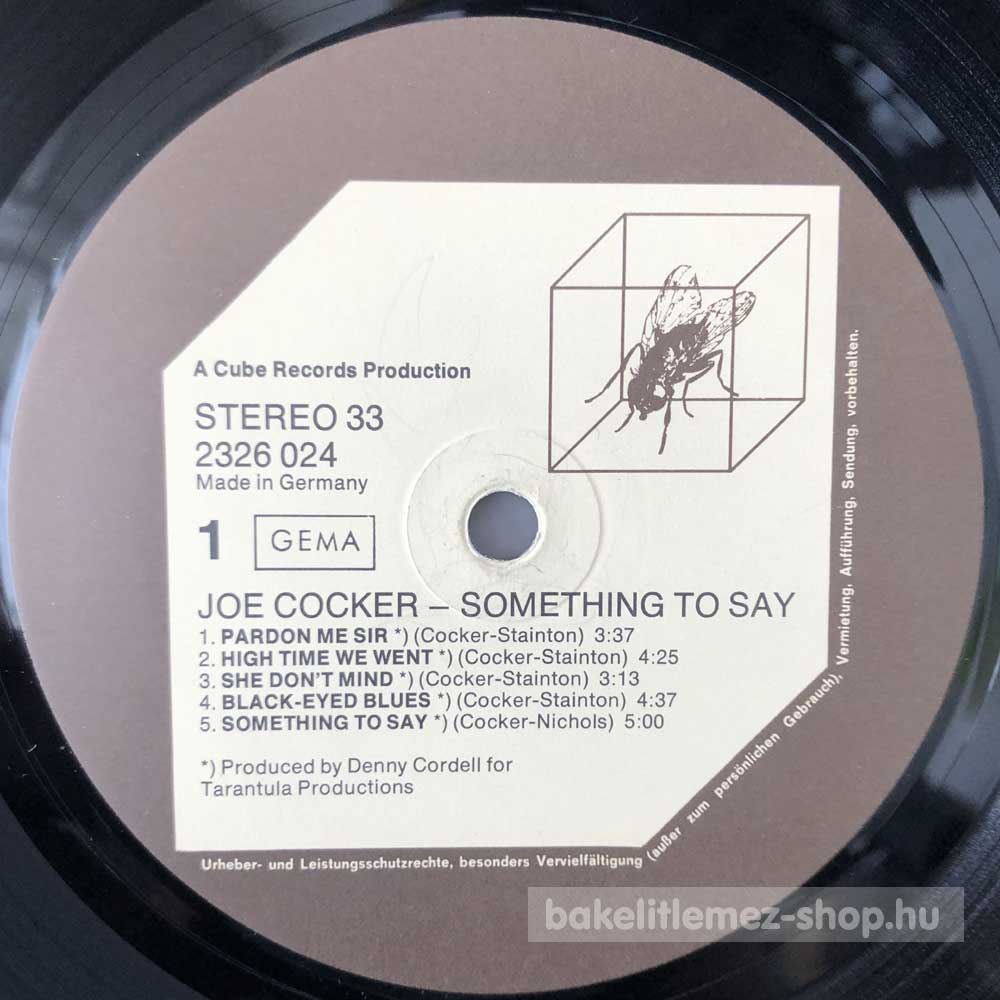 A Cube Records Production
STEREO 33
2326 024
Made in Germany
1 GEMA
JOE COCKER – SOMETHING TO SAY
1. PARDON ME SIR *) (Cocker-Stainton) 3:37
2. HIGH TIME WE WENT *) (Cocker-Stainton) 4:25
3. SHE DON'T MIND *) (Cocker-Stainton) 3:13
4. BLACK-EYED BLUES *) (Cocker-Stainton) 4:37
5. SOMETHING TO SAY *) (Cocker-Nichols) 5:00
*) Produced by Denny Cordell for
Tarantula Productions
Urheber- und Leistungsschutzrechte, besonders Vervielfältigung (außer zum persönlichen Gebrauch), Vermietung, Aufführung, Sendung, vorbehalten.
bakelitlemez-shop.hu